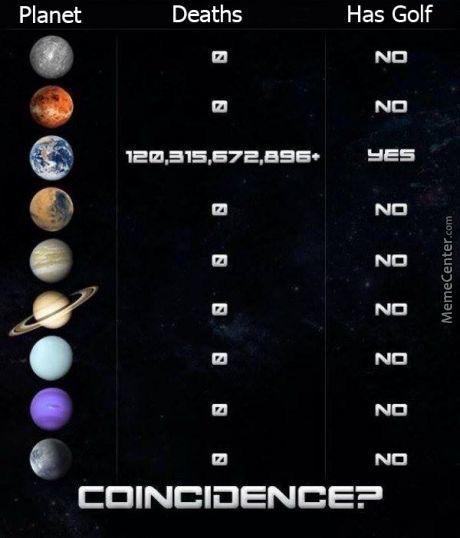 Planet Deaths Has Golf
0 NO
0 NO
120,315,672,896+ YES
0 NO
0 NO
0 NO
0 NO
0 NO
0 NO
COINCIDENCE?
MemeCenter.com